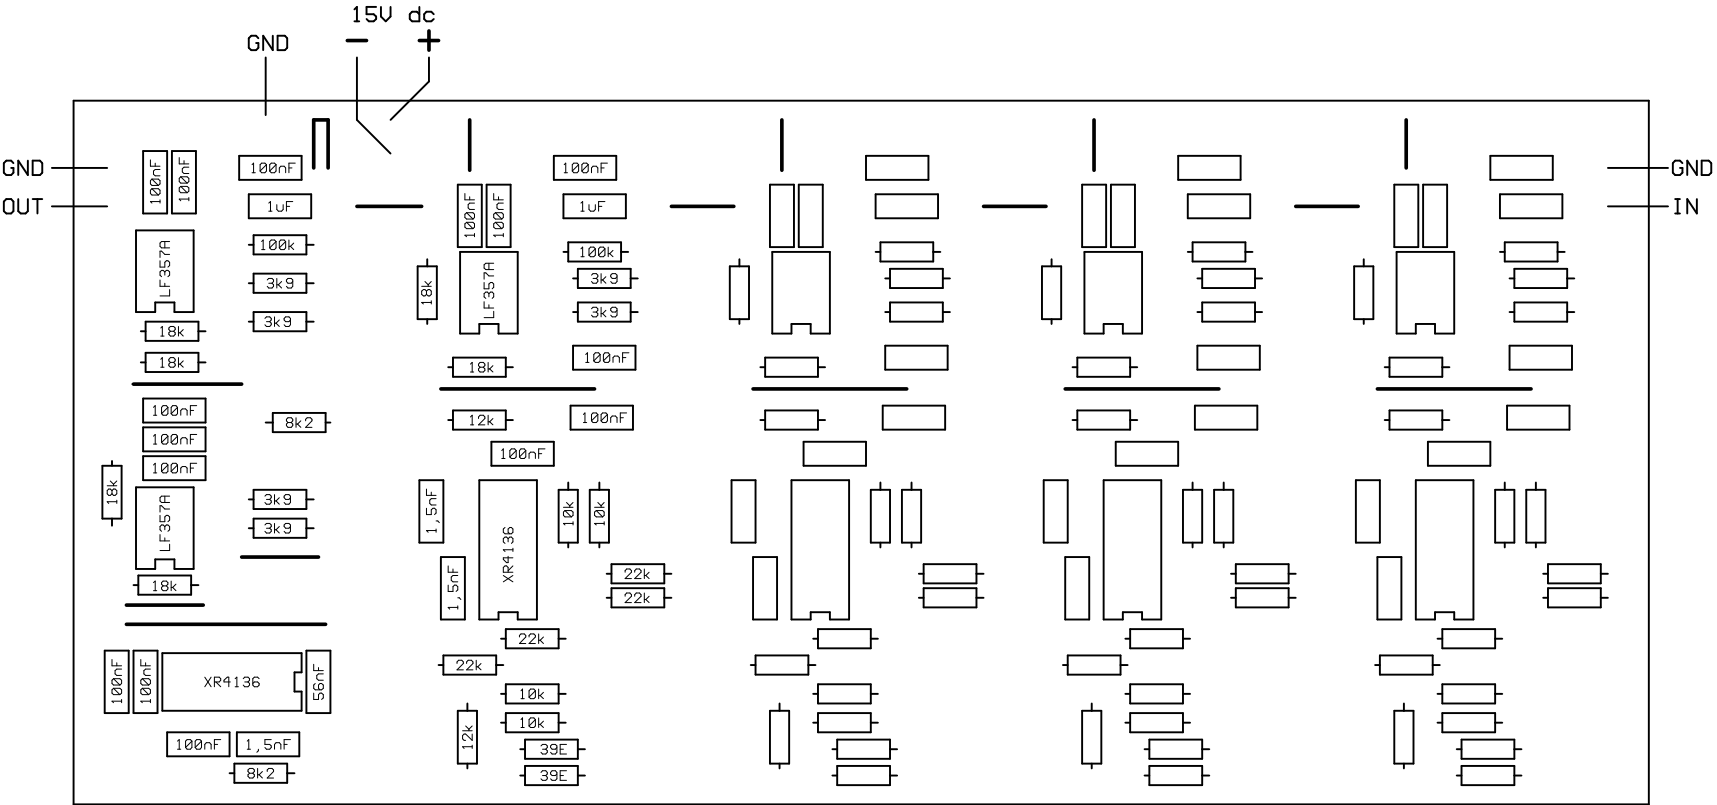 15V dc
GND
GND
OUT
GND
IN
100nF
100nF
100nF
1uF
100k
3k9
3k9
LF357A
18k
18k
100nF
100nF
100nF
8k2
18k
LF357A
3k9
3k9
18k
100nF
100nF
XR4136
56nF
100nF
1,5nF
8k2
100nF
1uF
100nF
100nF
100k
3k9
3k9
18k
LF357A
100nF
18k
12k
100nF
100nF
1,5nF
XR4136
10k
10k
1,5nF
22k
22k
22k
22k
10k
10k
12k
39E
39E